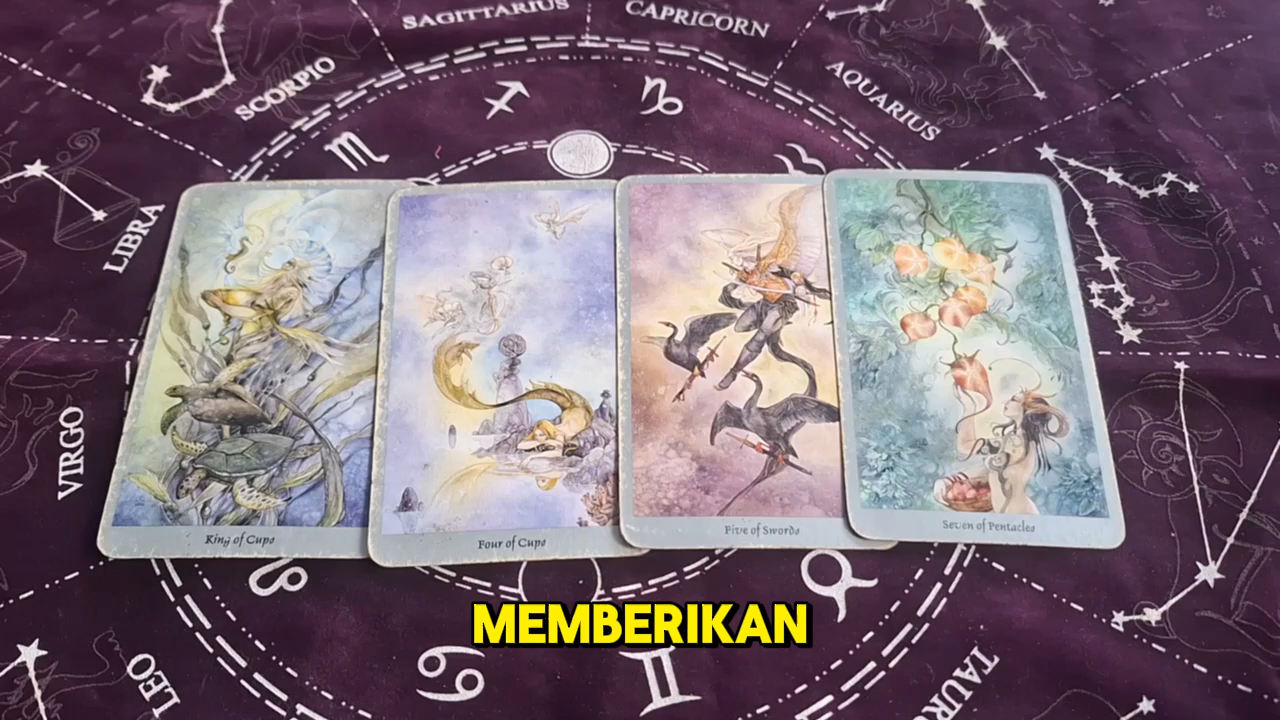 SAGITTARIUS
CAPRICORN
SCORPIO
AQUARIUS
LIBRA
VIRGO
King of Cups
Four of Cups
Five of Swords
Seven of Pentacles
MEMBERIKAN
LEO